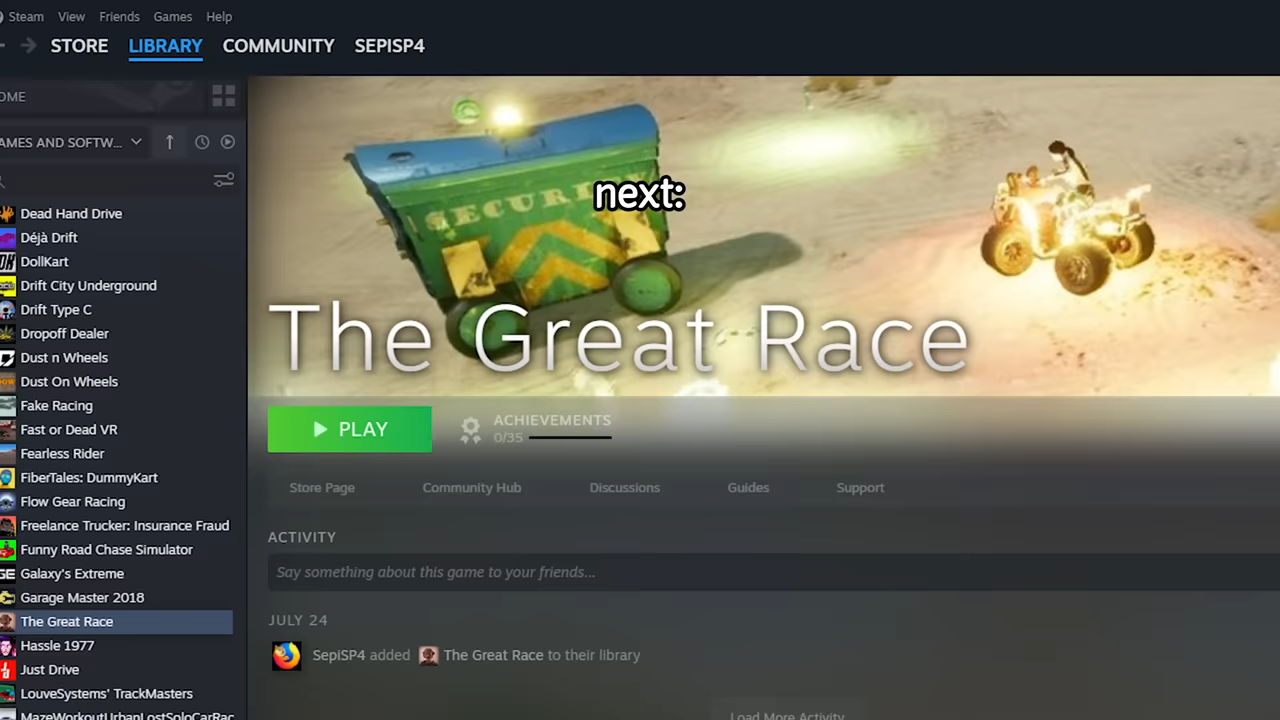 Steam View Friends Games Help
STORE LIBRARY COMMUNITY SEPISP4
OME
AMES AND SOFTW...
next:
The Great Race
PLAY
ACHIEVEMENTS
0/35
Store Page Community Hub Discussions Guides Support
ACTIVITY
Say something about this game to your friends...
JULY 24
SepiSP4 added The Great Race to their library
Load More Activity
Dead Hand Drive
Déjà Drift
DollKart
Drift City Underground
Drift Type C
Dropoff Dealer
Dust n Wheels
Dust On Wheels
Fake Racing
Fast or Dead VR
Fearless Rider
FiberTales: DummyKart
Flow Gear Racing
Freelance Trucker: Insurance Fraud
Funny Road Chase Simulator
Galaxy's Extreme
Garage Master 2018
The Great Race
Hassle 1977
Just Drive
LouveSystems' TrackMasters
MazeWorkoutUrbanLostSoloCarRac